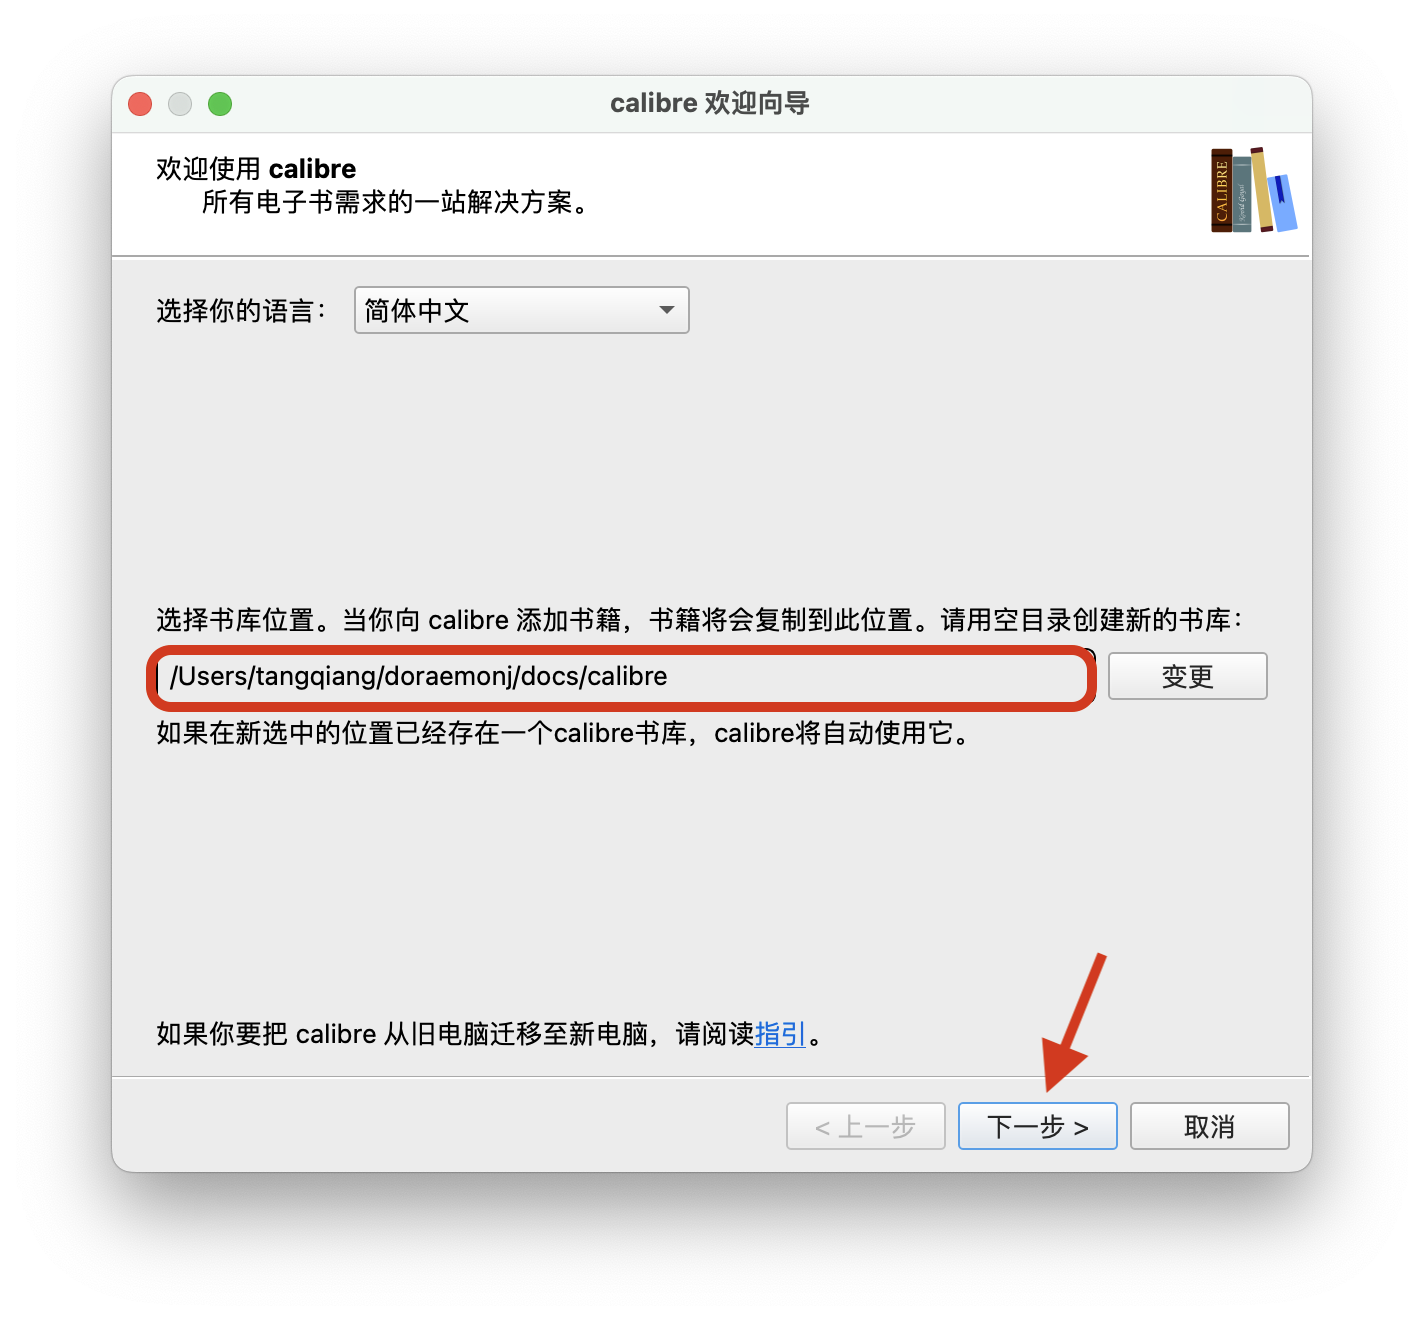 calibre 欢迎向导
欢迎使用 calibre
所有电子书需求的一站解决方案。
CALIBRE
Kovid Goyal
选择你的语言：
简体中文
选择书库位置。当你向 calibre 添加书籍，书籍将会复制到此位置。请用空目录创建新的书库：
/Users/tangqiang/doraemonj/docs/calibre
变更
如果在新选中的位置已经存在一个calibre书库，calibre将自动使用它。
如果你要把 calibre 从旧电脑迁移至新电脑，请阅读指引。
< 上一步
下一步 >
取消